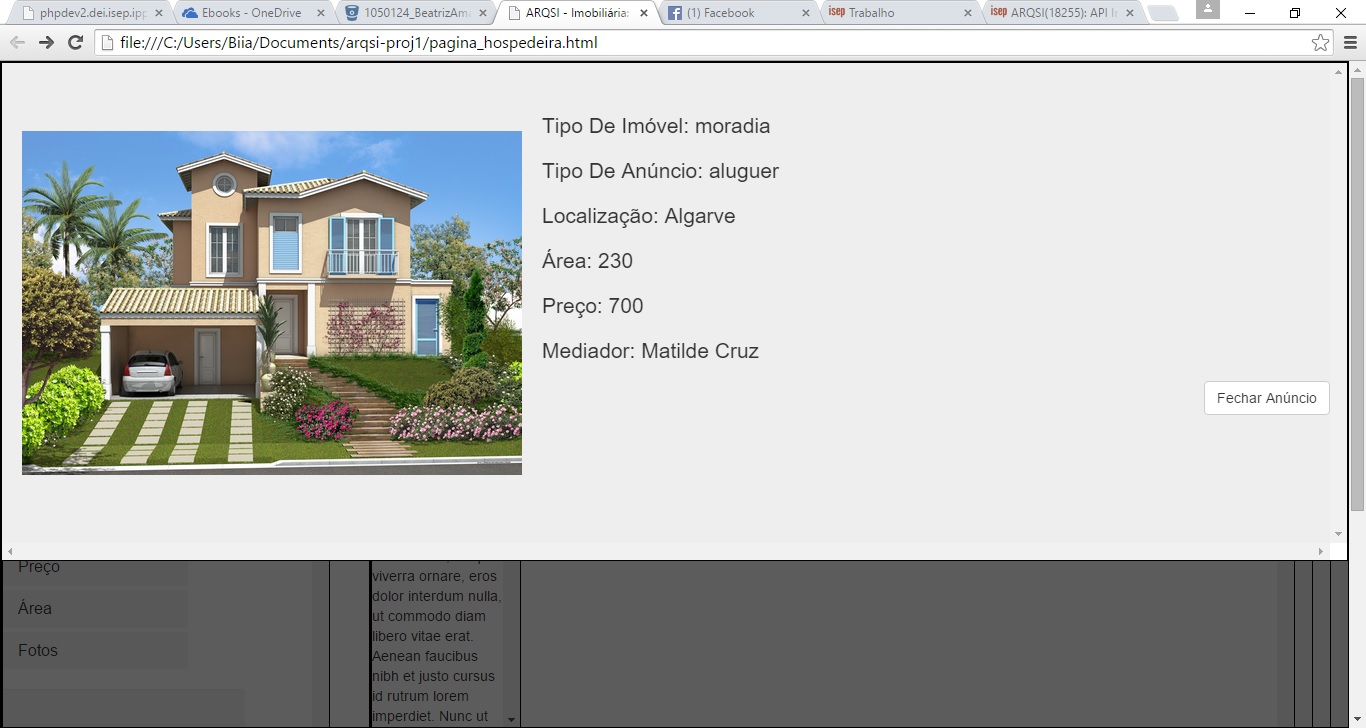 phpdev2.dei.isep.ipp
Ebooks - OneDrive
1050124_BeatrizAma
ARQSI - Imobiliária:
(1) Facebook
isep Trabalho
isep ARQSI(18255): API I
file:///C:/Users/Biia/Documents/arqsi-proj1/pagina_hospedeira.html
Tipo De Imóvel: moradia
Tipo De Anúncio: aluguer
Localização: Algarve
Área: 230
Preço: 700
Mediador: Matilde Cruz
Fechar Anúncio
Preço
Área
Fotos
viverra ornare, eros
dolor interdum nulla,
ut commodo diam
libero vitae erat.
Aenean faucibus
nibh et justo cursus
id rutrum lorem
imperdiet. Nunc ut